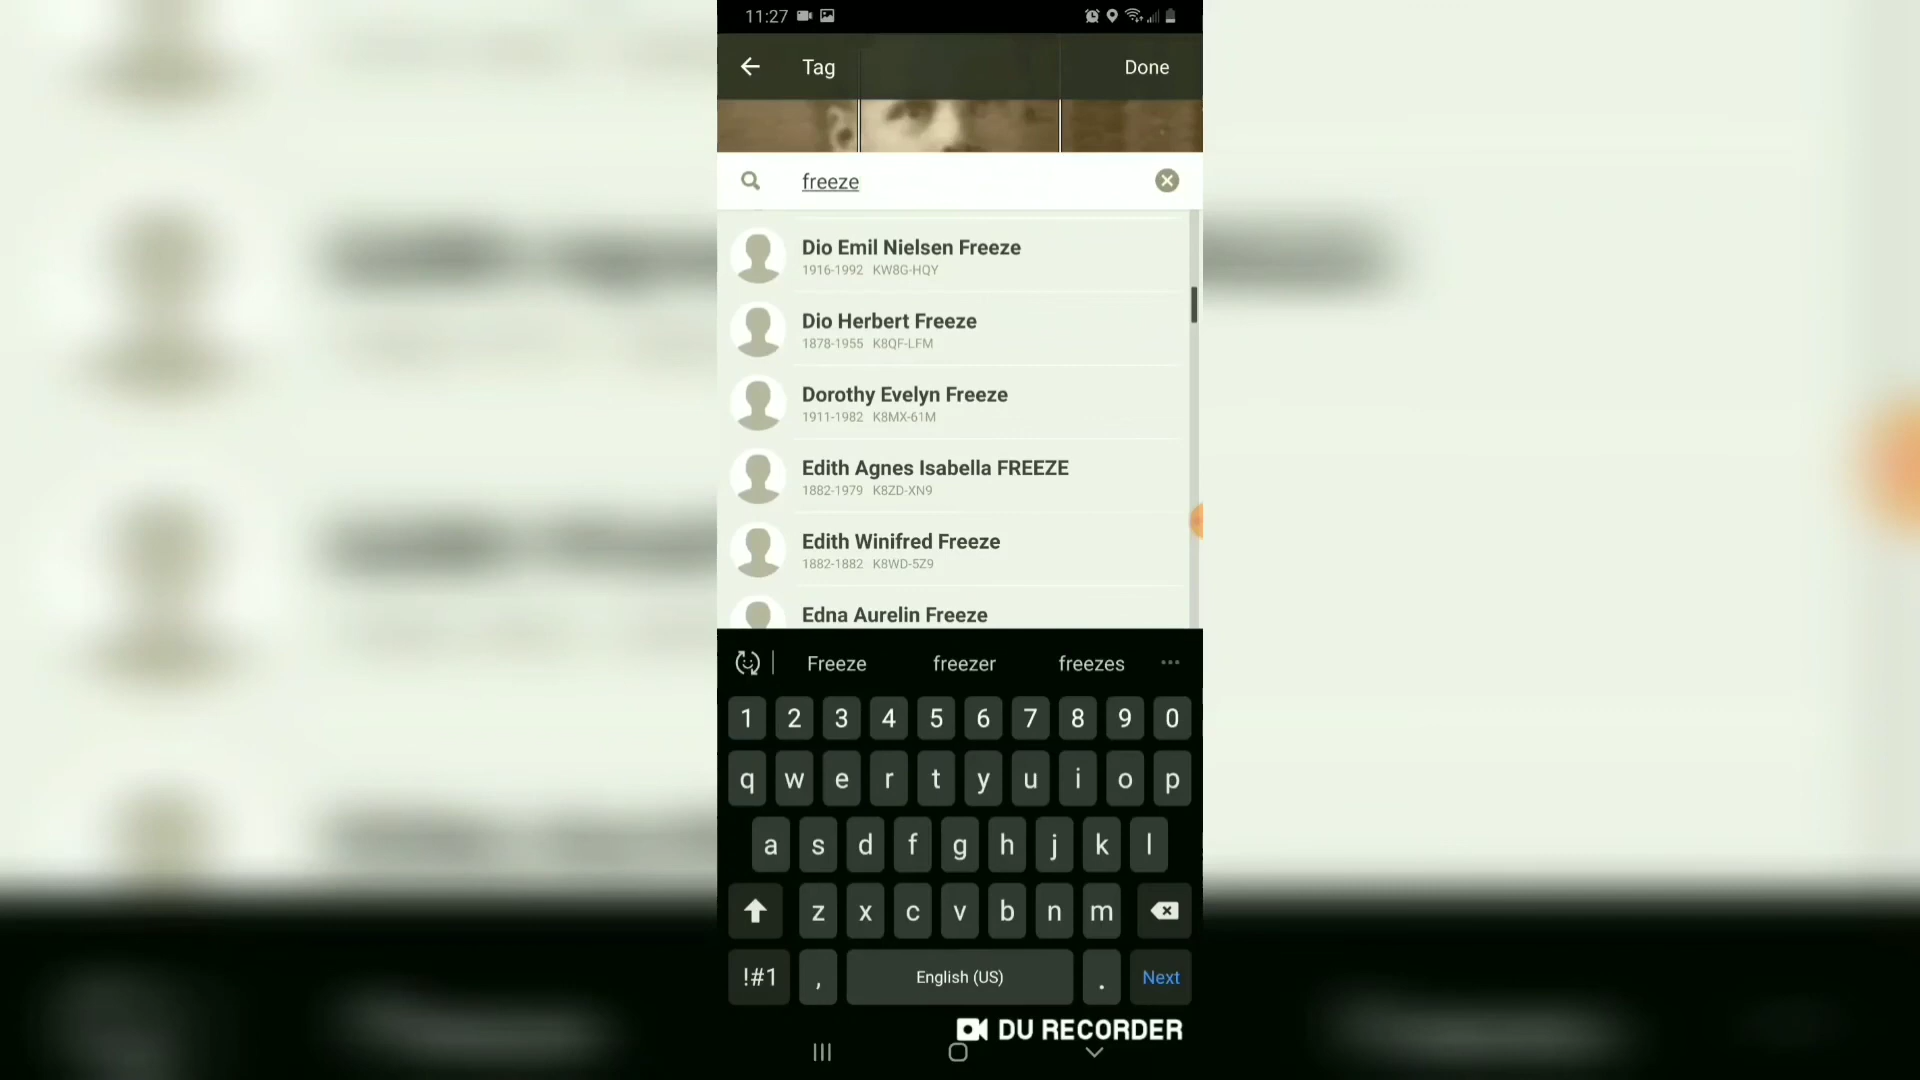 11:27
Tag
Done
freeze
Dio Emil Nielsen Freeze
1916-1992 KW8G-HQY
Dio Herbert Freeze
1878-1955 K8QF-LFM
Dorothy Evelyn Freeze
1911-1982 K8MX-61M
Edith Agnes Isabella FREEZE
1882-1979 K8ZD-XN9
Edith Winifred Freeze
1882-1882 K8WD-5Z9
Edna Aurelin Freeze
Freeze freezer freezes
1 2 3 4 5 6 7 8 9 0
q w e r t y u i o p
a s d f g h j k l
z x c v b n m
!#1 , English (US) . Next
DU RECORDER